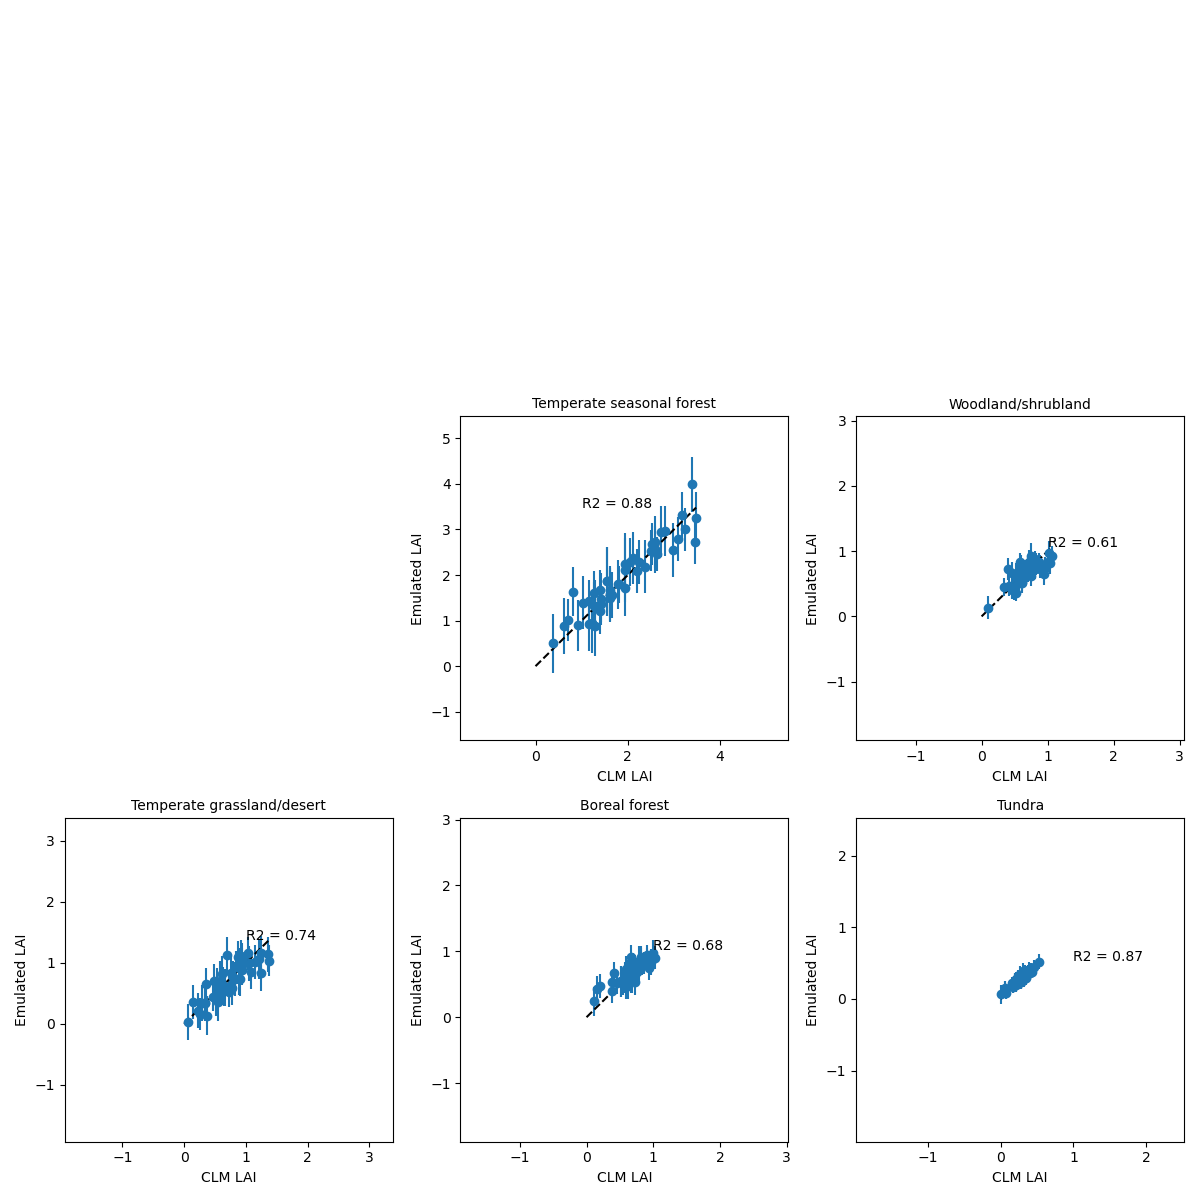 Temperate seasonal forest
5
4
3
2
1
0
−1
Emulated LAI
R2 = 0.88
0
2
4
CLM LAI
Woodland/shrubland
3
2
1
0
−1
Emulated LAI
R2 = 0.61
−1
0
1
2
3
CLM LAI
Temperate grassland/desert
3
2
1
0
−1
Emulated LAI
R2 = 0.74
−1
0
1
2
3
CLM LAI
Boreal forest
3
2
1
0
−1
Emulated LAI
R2 = 0.68
−1
0
1
2
3
CLM LAI
Tundra
2
1
0
−1
Emulated LAI
R2 = 0.87
−1
0
1
2
CLM LAI